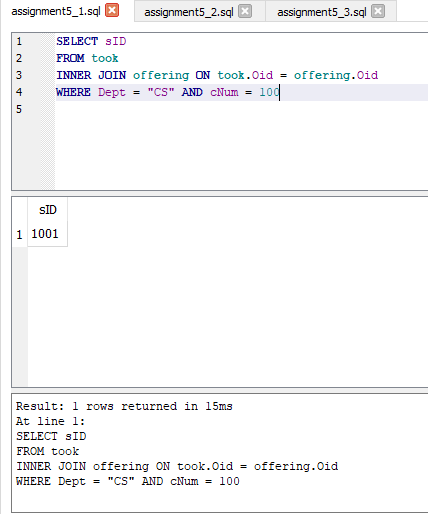 assignment5_1.sql assignment5_2.sql assignment5_3.sql
1 SELECT sID
2 FROM took
3 INNER JOIN offering ON took.Oid = offering.Oid
4 WHERE Dept = "CS" AND cNum = 100
5
sID
1 1001
Result: 1 rows returned in 15ms
At line 1:
SELECT sID
FROM took
INNER JOIN offering ON took.Oid = offering.Oid
WHERE Dept = "CS" AND cNum = 100